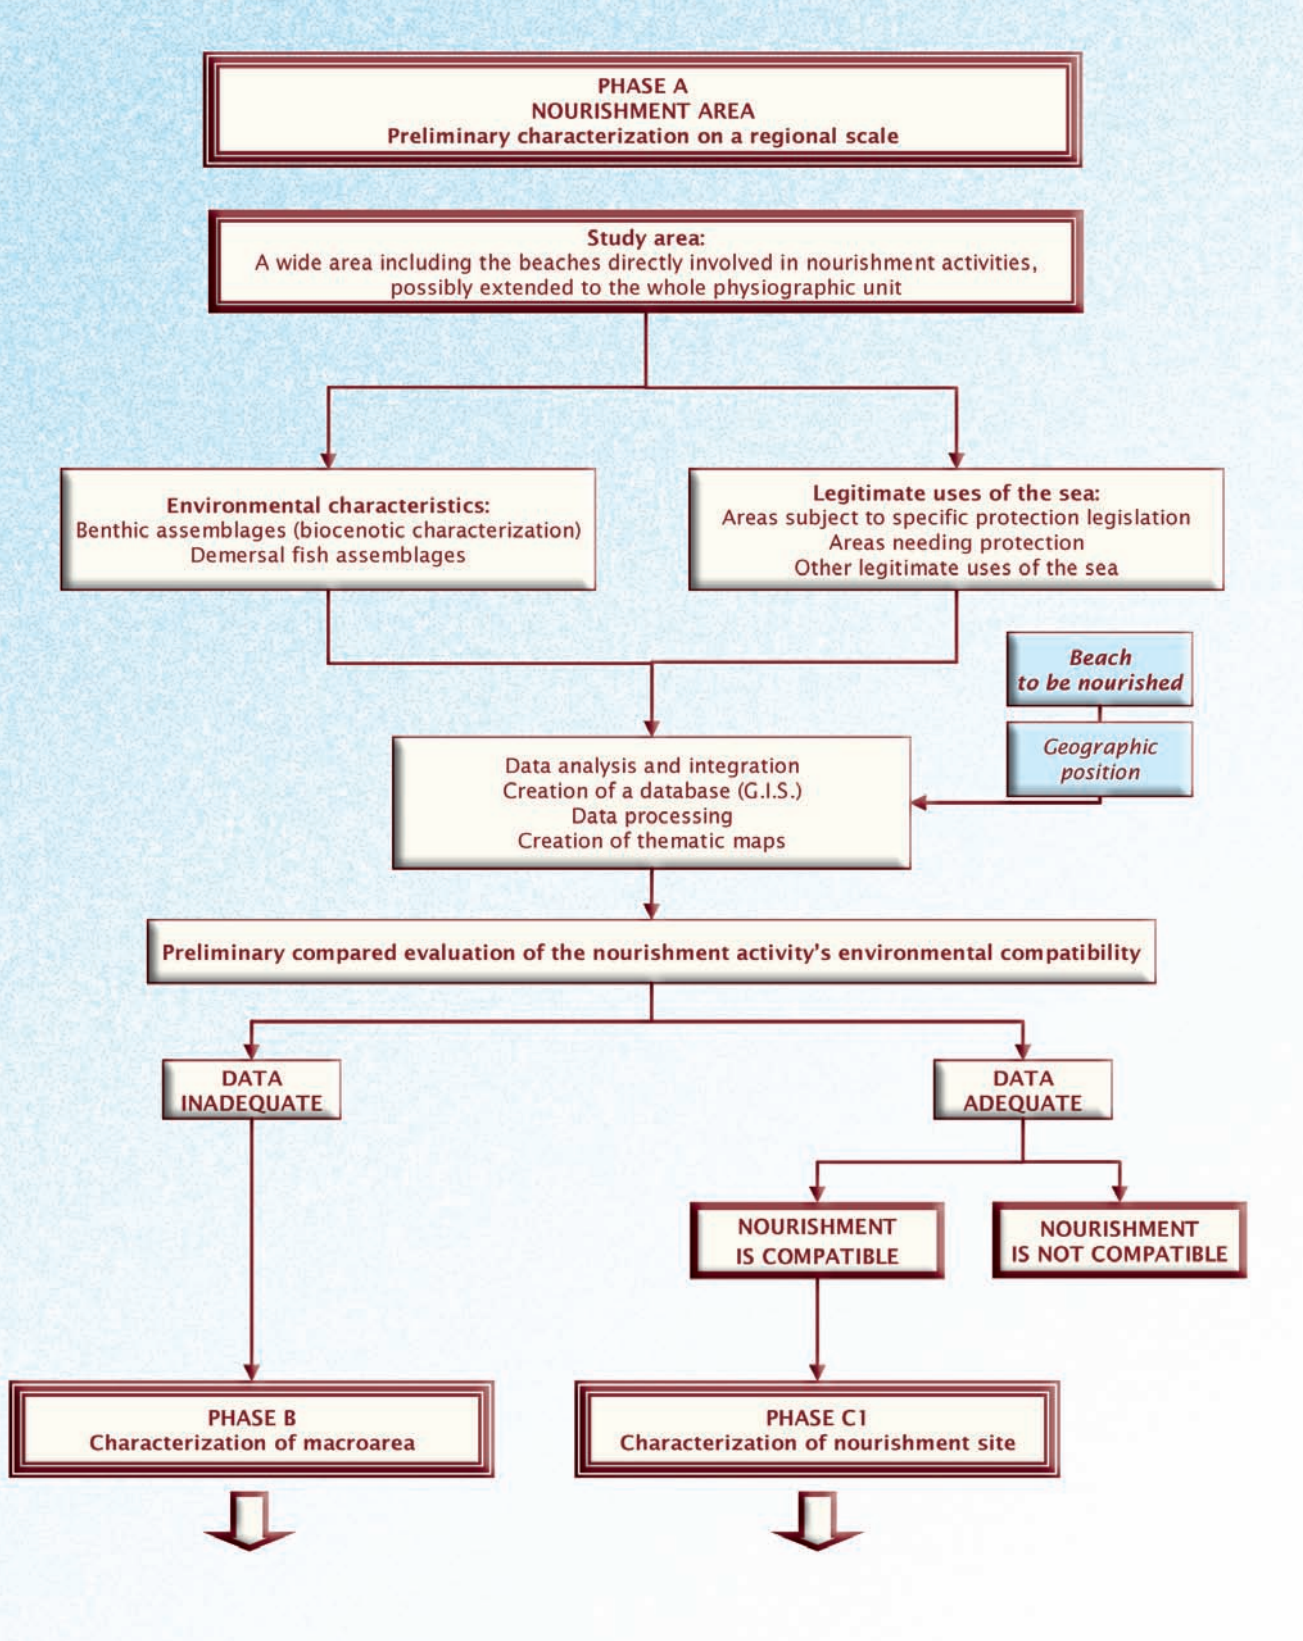 PHASE A
NOURISHMENT AREA
Preliminary characterization on a regional scale
Study area:
A wide area including the beaches directly involved in nourishment activities,
possibly extended to the whole physiographic unit
Environmental characteristics:
Benthic assemblages (biocenotic characterization)
Demersal fish assemblages
Legitimate uses of the sea:
Areas subject to specific protection legislation
Areas needing protection
Other legitimate uses of the sea
Beach
to be nourished
Geographic
position
Data analysis and integration
Creation of a database (G.I.S.)
Data processing
Creation of thematic maps
Preliminary compared evaluation of the nourishment activity's environmental compatibility
DATA
INADEQUATE
DATA
ADEQUATE
NOURISHMENT
IS COMPATIBLE
NOURISHMENT
IS NOT COMPATIBLE
PHASE B
Characterization of macroarea
PHASE C1
Characterization of nourishment site